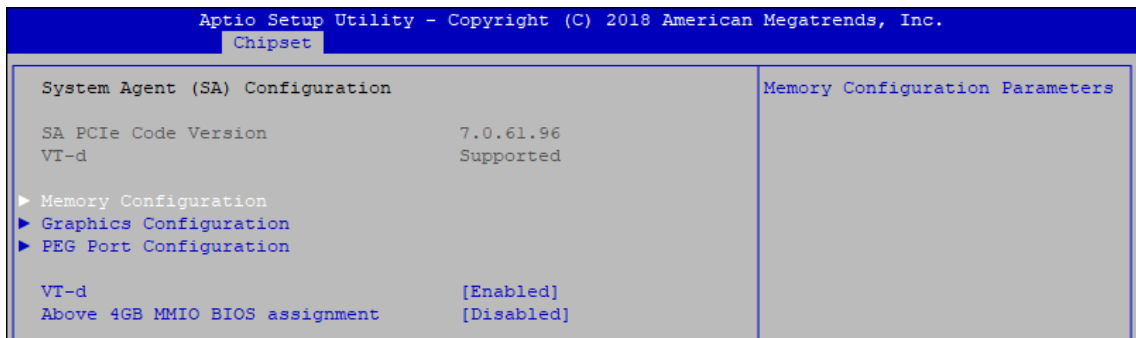 Aptio Setup Utility – Copyright (C) 2018 American Megatrends, Inc.
Chipset
System Agent (SA) Configuration
Memory Configuration Parameters
SA PCIe Code Version 7.0.61.96
VT-d Supported
► Memory Configuration
► Graphics Configuration
► PEG Port Configuration
VT-d [Enabled]
Above 4GB MMIO BIOS assignment [Disabled]